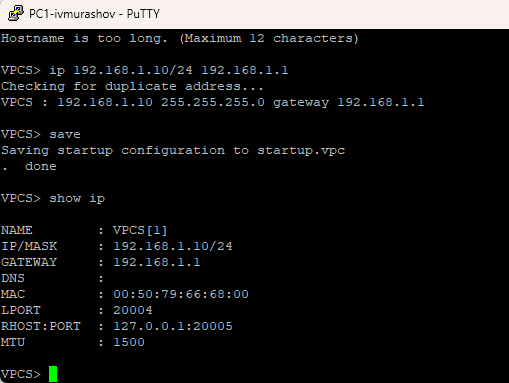 PC1-ivmurashov - PuTTY
Hostname is too long. (Maximum 12 characters)
VPCS> ip 192.168.1.10/24 192.168.1.1
Checking for duplicate address...
VPCS : 192.168.1.10 255.255.255.0 gateway 192.168.1.1
VPCS> save
Saving startup configuration to startup.vpc
.  done
VPCS> show ip
NAME        : VPCS[1]
IP/MASK     : 192.168.1.10/24
GATEWAY     : 192.168.1.1
DNS         :
MAC         : 00:50:79:66:68:00
LPORT       : 20004
RHOST:PORT  : 127.0.0.1:20005
MTU         : 1500
VPCS>